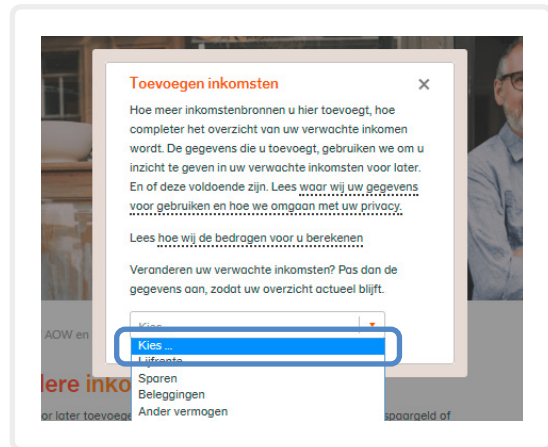 Toevoegen inkomsten ×
Hoe meer inkomstenbronnen u hier toevoegt, hoe
completer het overzicht van uw verwachte inkomen
wordt. De gegevens die u toevoegt, gebruiken we om u
inzicht te geven in uw verwachte inkomsten voor later.
En of deze voldoende zijn. Lees waar wij uw gegevens
voor gebruiken en hoe we omgaan met uw privacy.
Lees hoe wij de bedragen voor u berekenen
Veranderen uw verwachte inkomsten? Pas dan de
gegevens aan, zodat uw overzicht actueel blijft.
Kies
AOW en
Kies ...
Lijfrente
Sparen
Beleggingen
Ander vermogen
dere inko
or later toevoege
spaargeld of